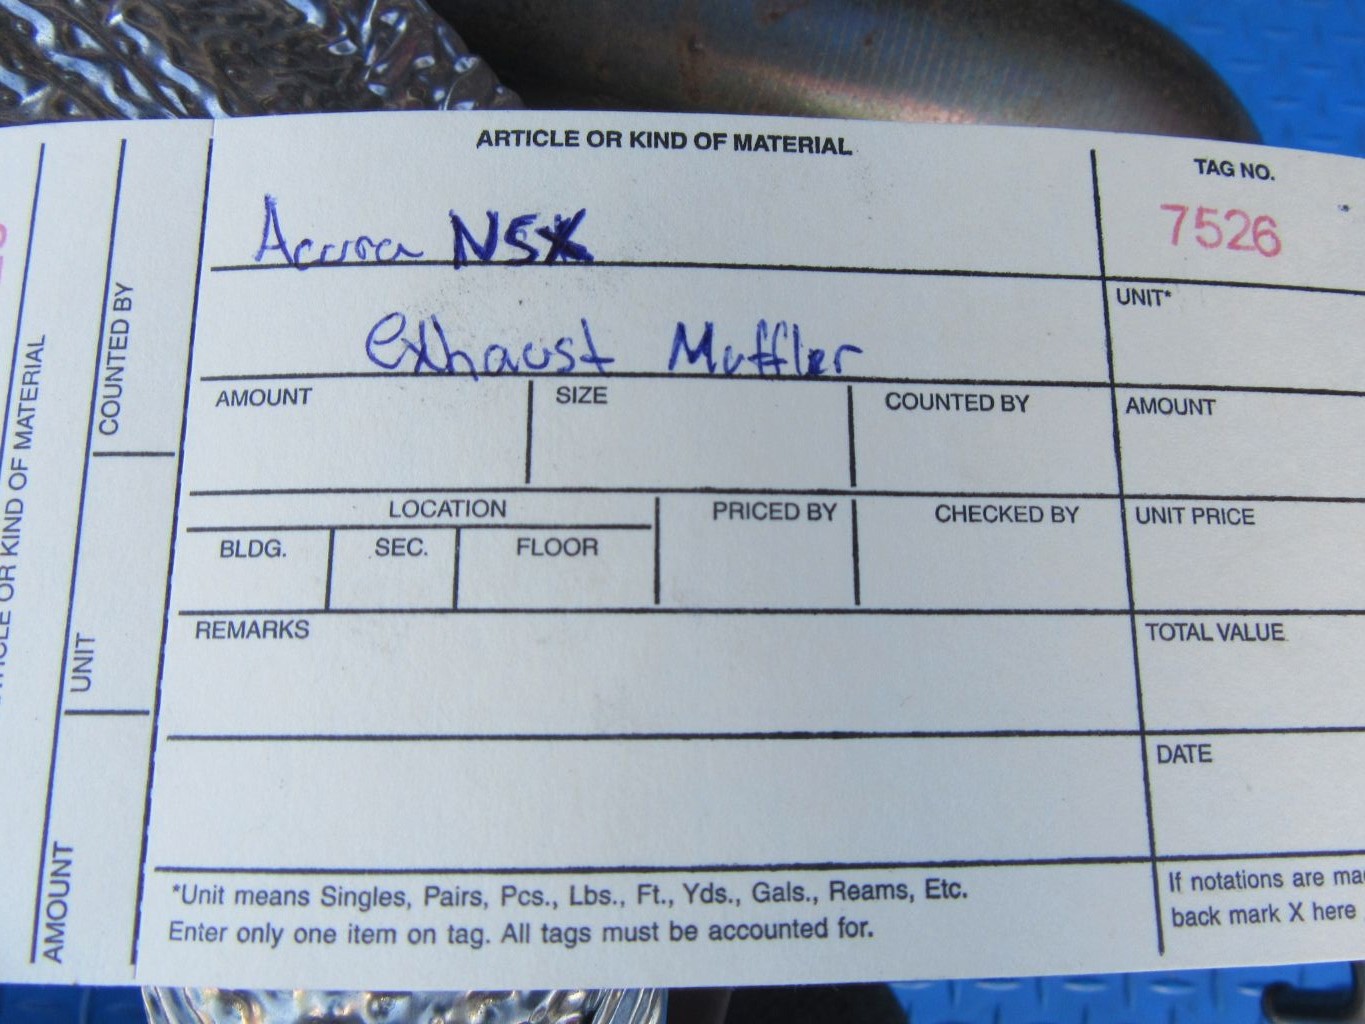 ARTICLE OR KIND OF MATERIAL
TAG NO.
Acura NSX
7526
UNIT*
Exhaust Muffler
AMOUNT
SIZE
COUNTED BY
AMOUNT
LOCATION
PRICED BY
CHECKED BY
UNIT PRICE
BLDG.
SEC.
FLOOR
REMARKS
TOTAL VALUE
DATE
*Unit means Singles, Pairs, Pcs., Lbs., Ft., Yds., Gals., Reams, Etc.
Enter only one item on tag. All tags must be accounted for.
If notations are
back mark X here
COUNTED BY
UNIT
AMOUNT
OR KIND OF MATERIAL